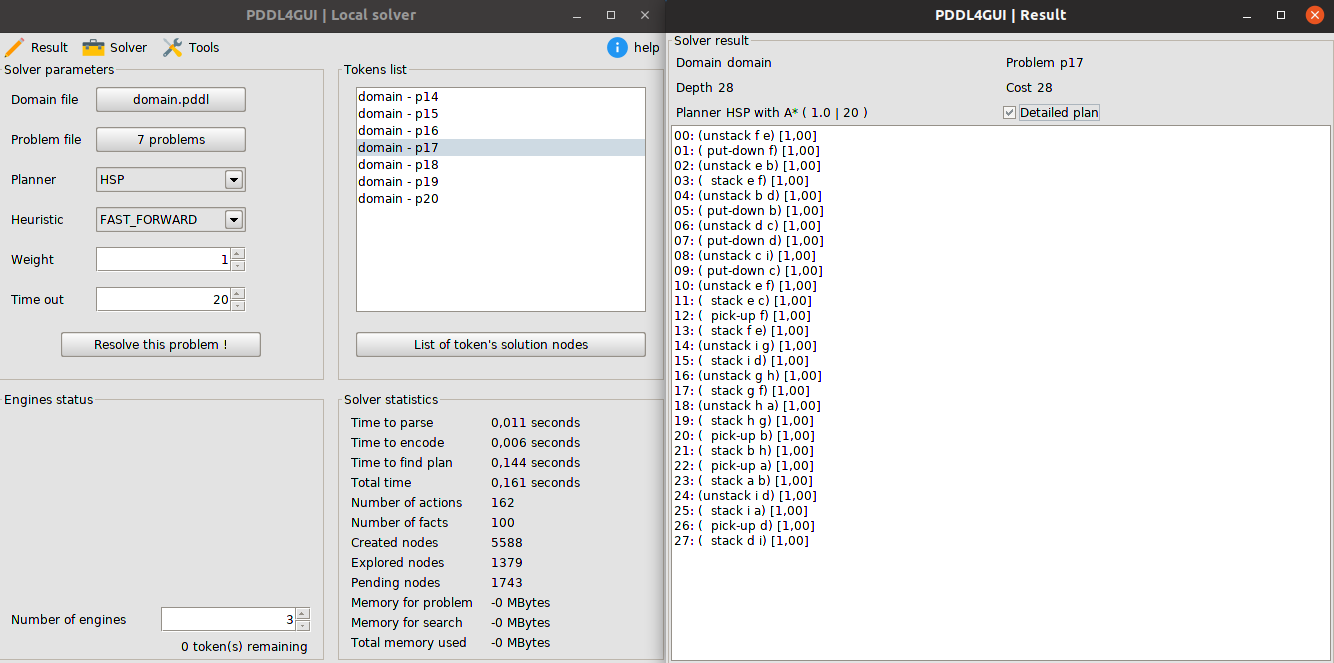 PDDL4GUI | Local solver
Result Solver Tools help
Solver parameters
Domain file domain.pddl
Problem file 7 problems
Planner HSP
Heuristic FAST_FORWARD
Weight 1
Time out 20
Resolve this problem !
Tokens list
domain - p14
domain - p15
domain - p16
domain - p17
domain - p18
domain - p19
domain - p20
List of token's solution nodes
Engines status
Number of engines 3
0 token(s) remaining
Solver statistics
Time to parse 0,011 seconds
Time to encode 0,006 seconds
Time to find plan 0,144 seconds
Total time 0,161 seconds
Number of actions 162
Number of facts 100
Created nodes 5588
Explored nodes 1379
Pending nodes 1743
Memory for problem -0 MBytes
Memory for search -0 MBytes
Total memory used -0 MBytes
PDDL4GUI | Result
Solver result
Domain domain Problem p17
Depth 28 Cost 28
Planner HSP with A* ( 1.0 | 20 ) Detailed plan
00: (unstack f e) [1,00]
01: ( put-down f) [1,00]
02: (unstack e b) [1,00]
03: (  stack e f) [1,00]
04: (unstack b d) [1,00]
05: ( put-down b) [1,00]
06: (unstack d c) [1,00]
07: ( put-down d) [1,00]
08: (unstack c i) [1,00]
09: ( put-down c) [1,00]
10: (unstack e f) [1,00]
11: (  stack e c) [1,00]
12: (  pick-up f) [1,00]
13: (  stack f e) [1,00]
14: (unstack i g) [1,00]
15: (  stack i d) [1,00]
16: (unstack g h) [1,00]
17: (  stack g f) [1,00]
18: (unstack h a) [1,00]
19: (  stack h g) [1,00]
20: (  pick-up b) [1,00]
21: (  stack b h) [1,00]
22: (  pick-up a) [1,00]
23: (  stack a b) [1,00]
24: (unstack i d) [1,00]
25: (  stack i a) [1,00]
26: (  pick-up d) [1,00]
27: (  stack d i) [1,00]